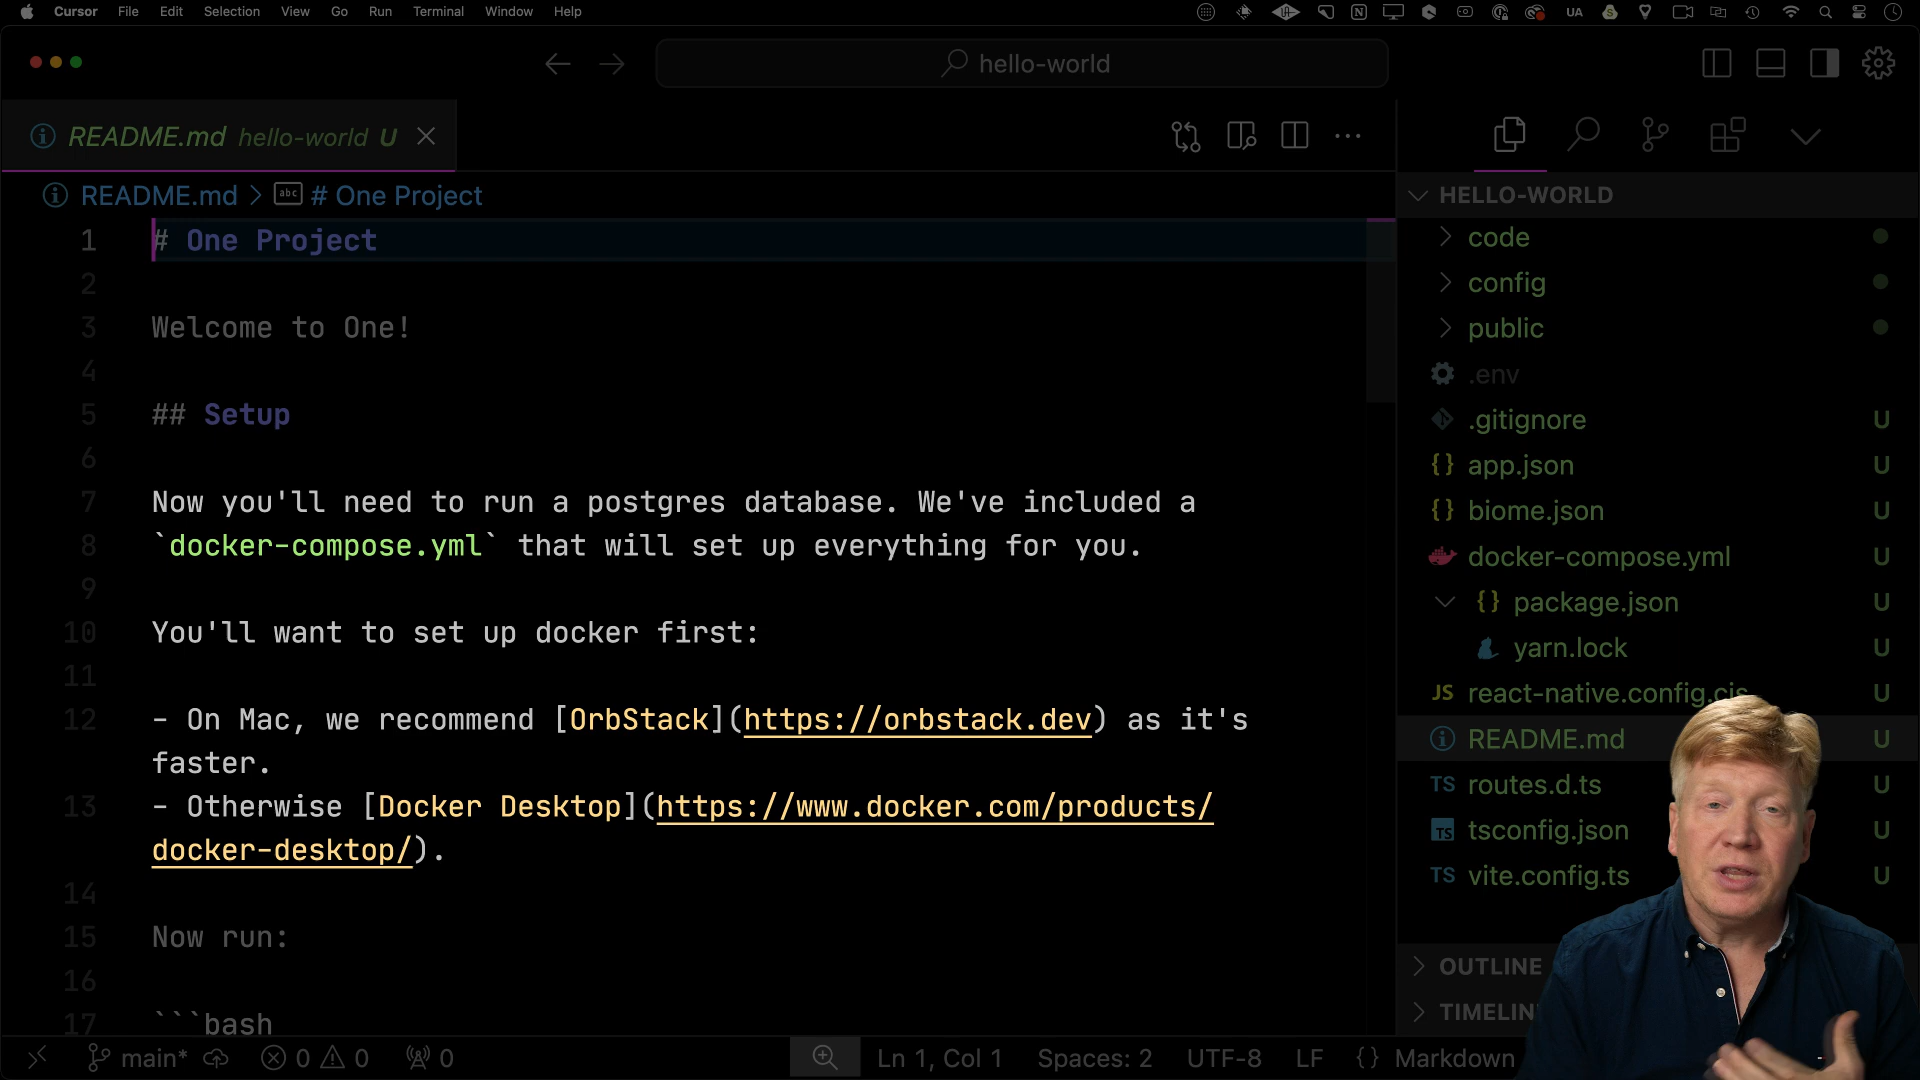 Cursor File Edit Selection View Go Run Terminal Window Help
UA
hello-world
README.md hello-world U
README.md > abc # One Project
1 # One Project
2
3 Welcome to One!
4
5 ## Setup
6
7 Now you'll need to run a postgres database. We've included a
8 `docker-compose.yml` that will set up everything for you.
9
10 You'll want to set up docker first:
11
12 - On Mac, we recommend [OrbStack](https://orbstack.dev) as it's
faster.
13 - Otherwise [Docker Desktop](https://www.docker.com/products/
docker-desktop/).
14
15 Now run:
16
17 ```bash
HELLO-WORLD
code
config
public
.env
.gitignore U
{} app.json U
{} biome.json U
docker-compose.yml U
{} package.json U
yarn.lock U
JS react-native.config.cjs U
README.md U
TS routes.d.ts U
TS tsconfig.json U
TS vite.config.ts U
OUTLINE
main* 0 0 0 Ln 1, Col 1 Spaces: 2 UTF-8 LF {} Markdown